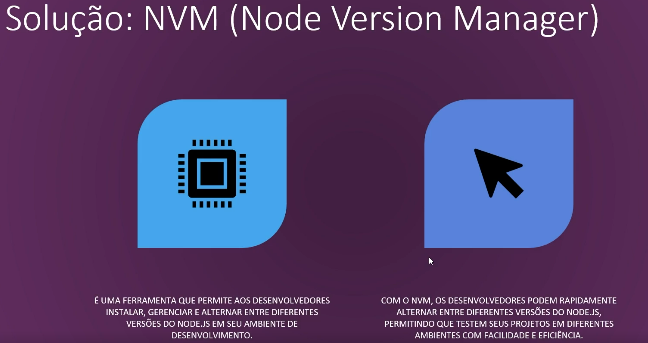 Solução: NVM (Node Version Manager)
É UMA FERRAMENTA QUE PERMITE AOS DESENVOLVEDORES
INSTALAR, GERENCIAR E ALTERNAR ENTRE DIFERENTES
VERSÕES DO NODE.JS EM SEU AMBIENTE DE
DESENVOLVIMENTO.
COM O NVM, OS DESENVOLVEDORES PODEM RAPIDAMENTE
ALTERNAR ENTRE DIFERENTES VERSÕES DO NODE.JS,
PERMITINDO QUE TESTEM SEUS PROJETOS EM DIFERENTES
AMBIENTES COM FACILIDADE E EFICIÊNCIA.